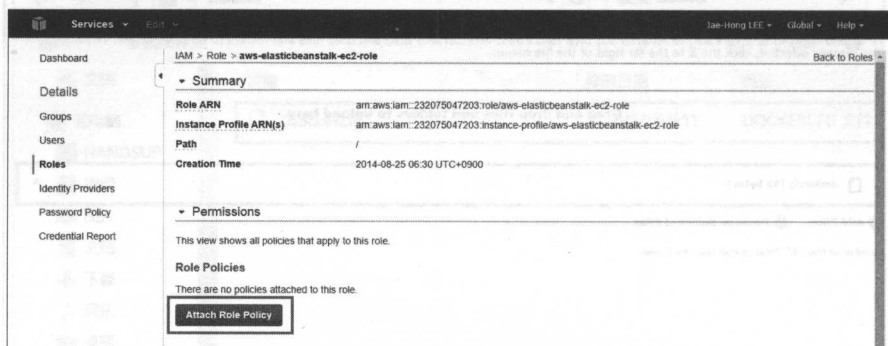 Services Edit Jae-Hong LEE Global Help
Dashboard
Details
Groups
Users
Roles
Identity Providers
Password Policy
Credential Report
IAM > Role > aws-elasticbeanstalk-ec2-role Back to Roles
Summary
Role ARN arn:aws:iam::232075047203:role/aws-elasticbeanstalk-ec2-role
Instance Profile ARN(s) arn:aws:iam::232075047203:instance-profile/aws-elasticbeanstalk-ec2-role
Path /
Creation Time 2014-08-25 06:30 UTC+0900
Permissions
This view shows all policies that apply to this role.
Role Policies
There are no policies attached to this role.
Attach Role Policy